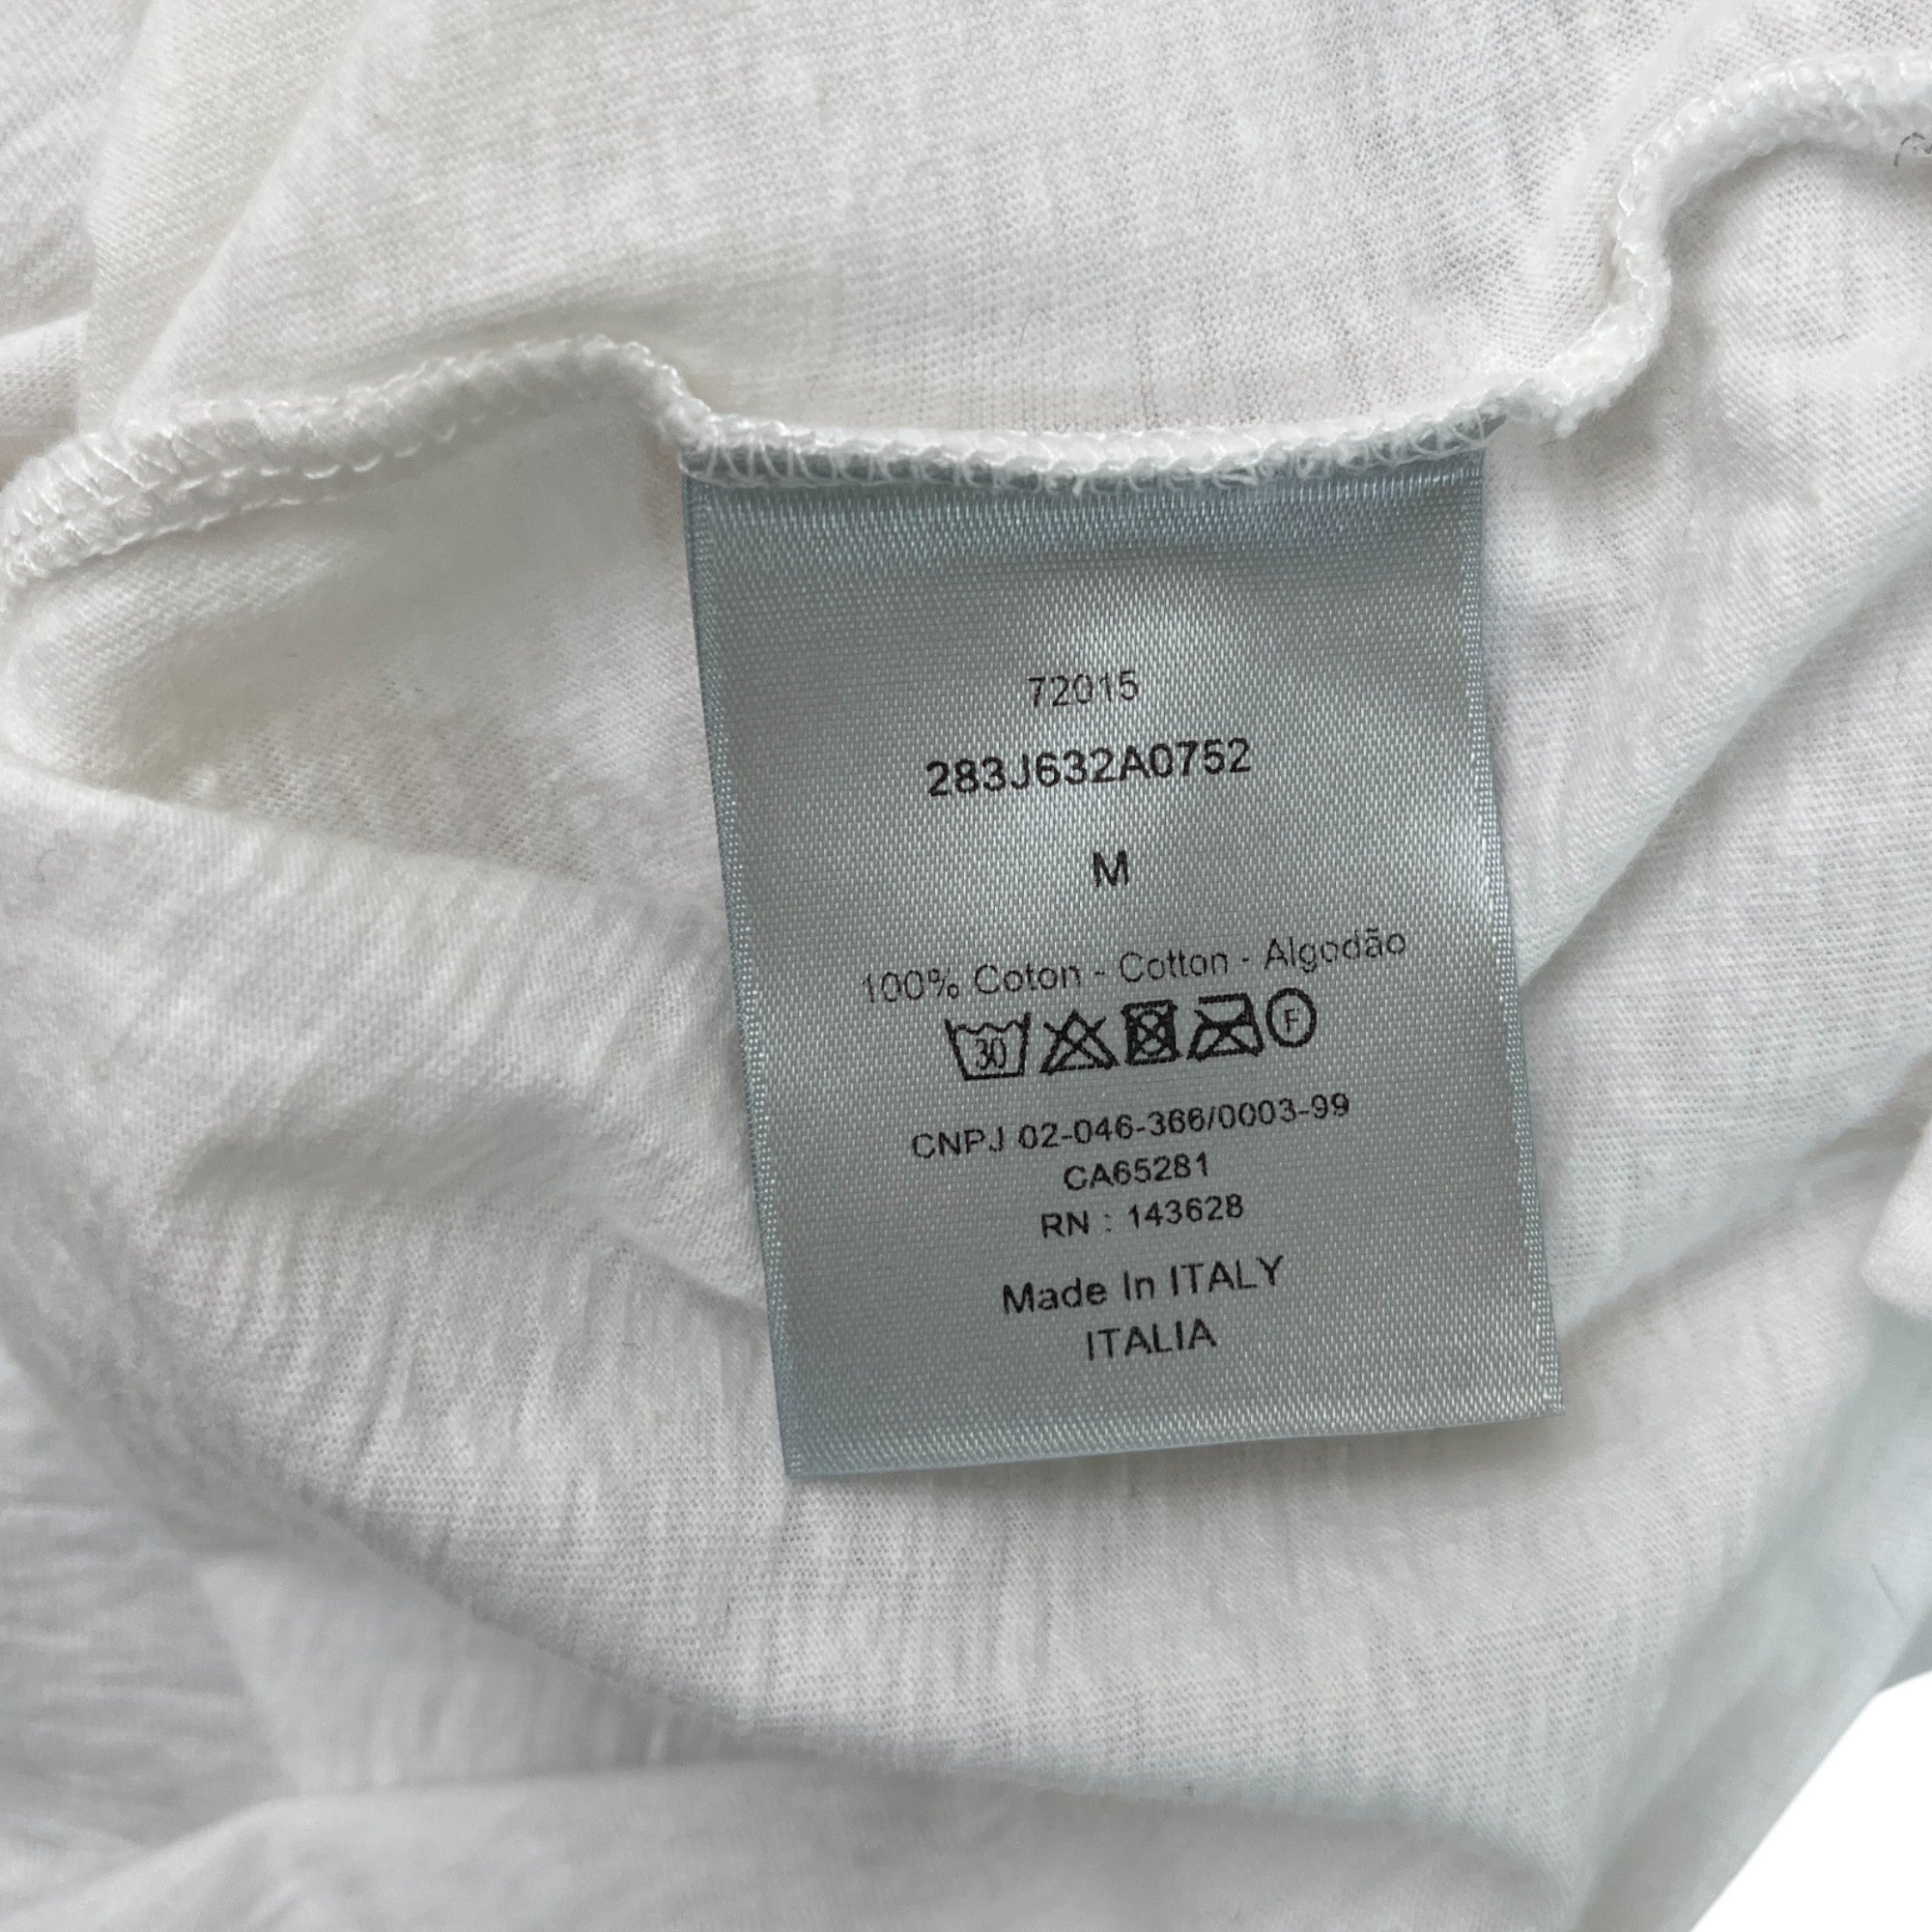 72015
283J632A0752
M
100% Coton - Cotton - Algodão
30 F
CNPJ 02-046-366/0003-99
CA65281
RN : 143628
Made In ITALY
ITALIA